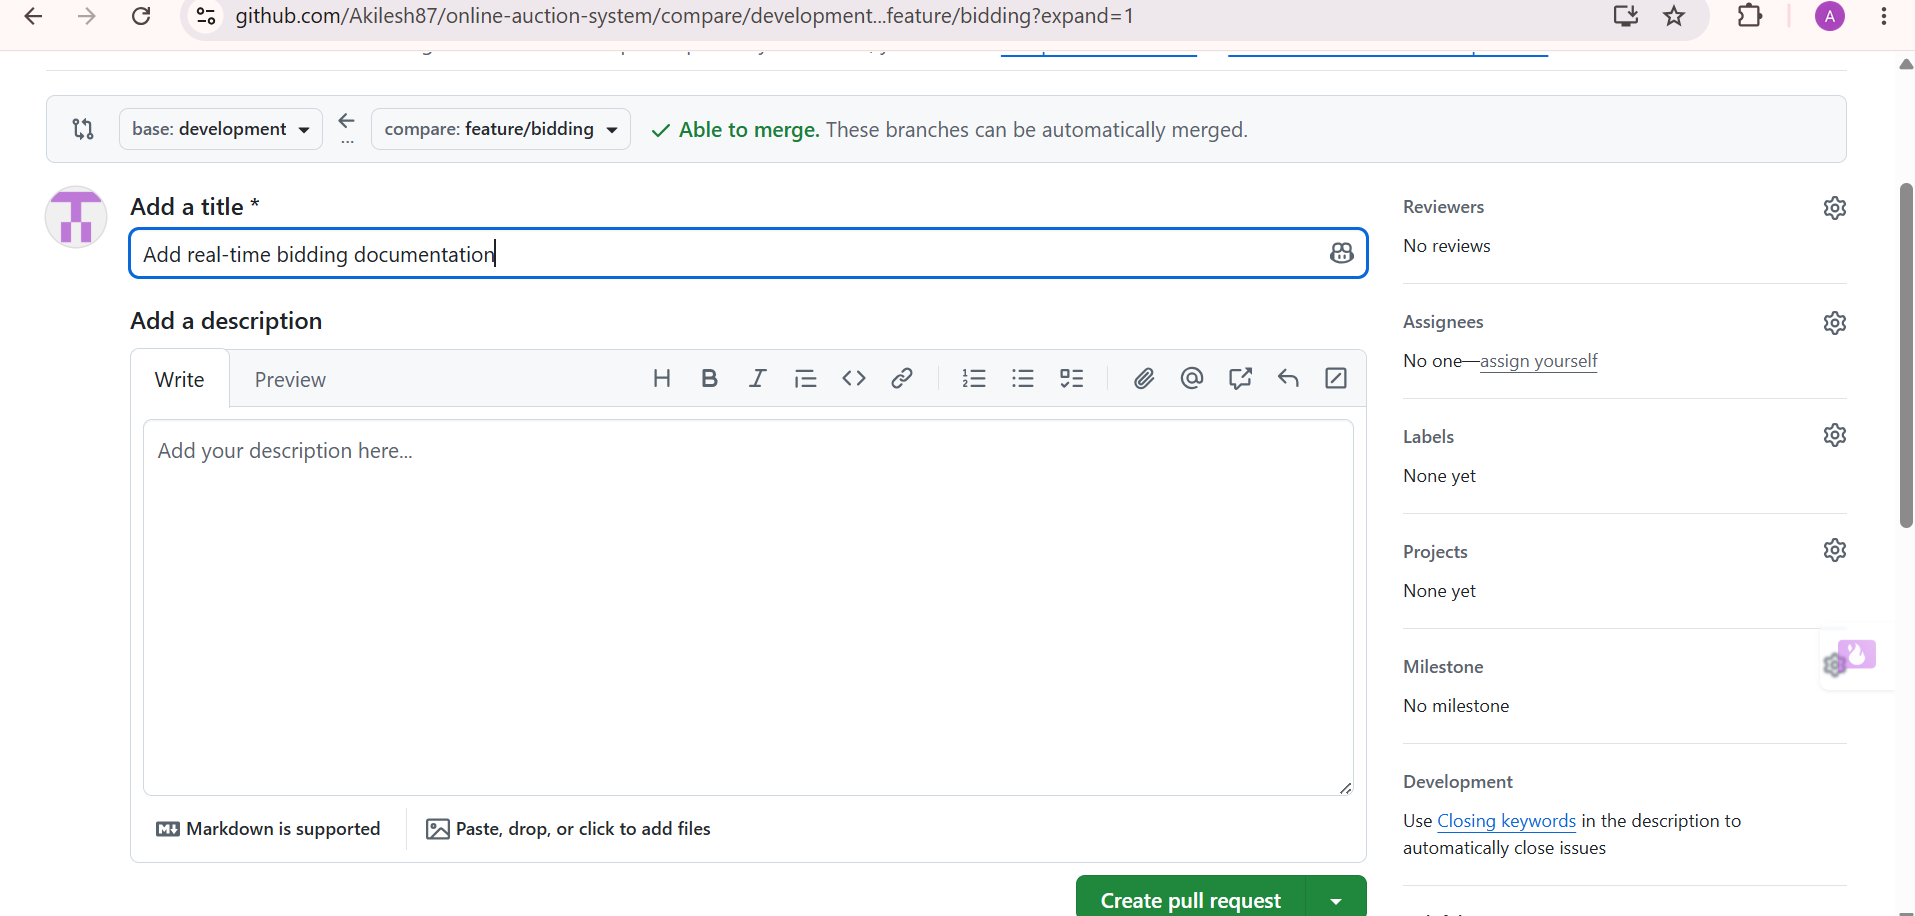 github.com/Akilesh87/online-auction-system/compare/development...feature/bidding?expand=1
A
base: development
...
compare: feature/bidding
Able to merge. These branches can be automatically merged.
Add a title *
Add real-time bidding documentation
Add a description
Write
Preview
H B I
Add your description here...
Markdown is supported
Paste, drop, or click to add files
Create pull request
Reviewers
No reviews
Assignees
No one—assign yourself
Labels
None yet
Projects
None yet
Milestone
No milestone
Development
Use Closing keywords in the description to
automatically close issues